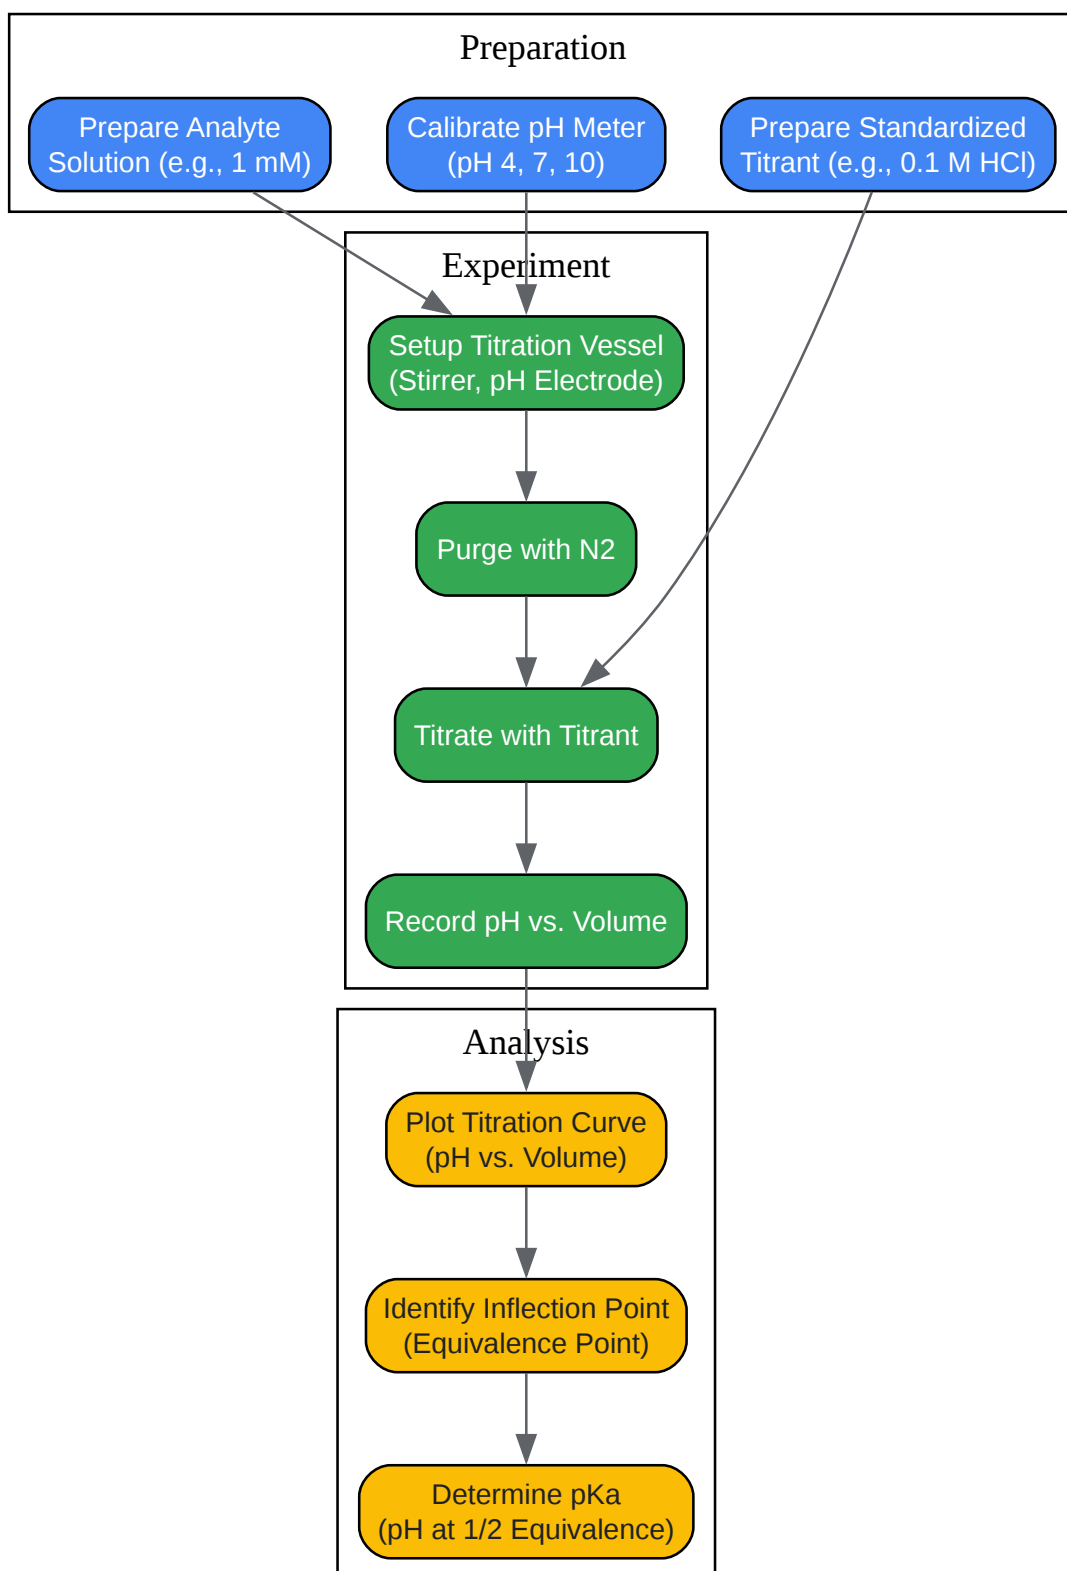 Preparation
Prepare Analyte
Solution (e.g., 1 mM)
Calibrate pH Meter
(pH 4, 7, 10)
Prepare Standardized
Titrant (e.g., 0.1 M HCl)
Experiment
Setup Titration Vessel
(Stirrer, pH Electrode)
Purge with N2
Titrate with Titrant
Record pH vs. Volume
Analysis
Plot Titration Curve
(pH vs. Volume)
Identify Inflection Point
(Equivalence Point)
Determine pKa
(pH at 1/2 Equivalence)